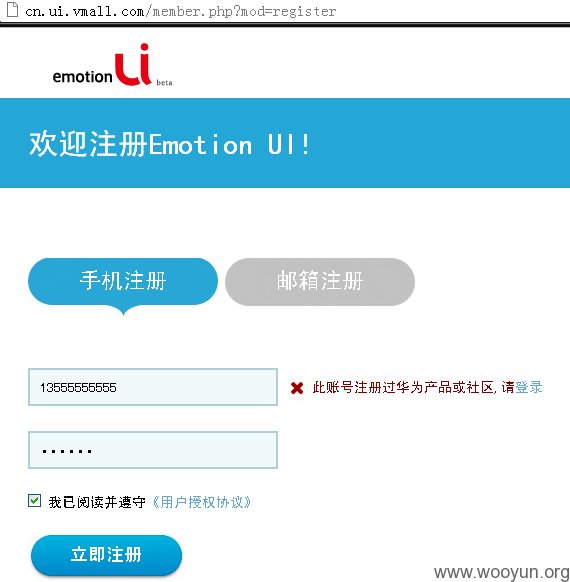 cn.ui.vmall.com/member.php?mod=register
emotion ui beta
欢迎注册Emotion UI!
手机注册 邮箱注册
13555555555 此账号注册过华为产品或社区, 请登录
••••••
我已阅读并遵守《用户授权协议》
立即注册
www.wooyun.org